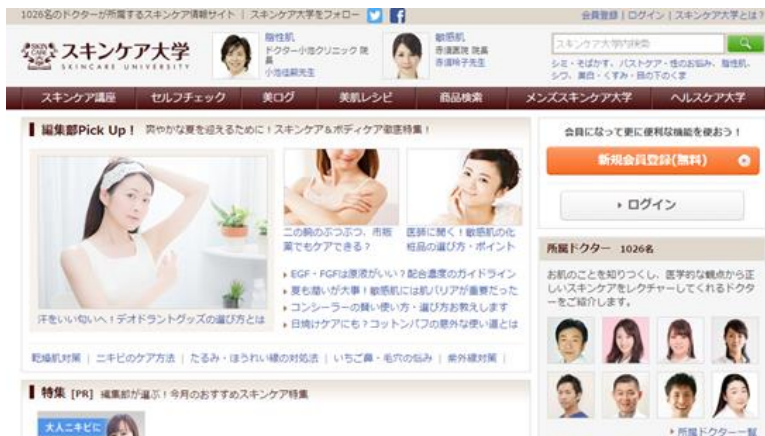 1026名のドクターが所属するスキンケア情報サイト | スキンケア大学をフォロー
会員登録 | ログイン | スキンケア大学とは?
SKIN CARE
スキンケア大学
SKINCARE UNIVERSITY
脂性肌
ドクター小池クリニック 院長
小池佳嗣先生
敏感肌
赤須医院 院長
赤須玲子先生
スキンケア大学内検索
シミ・そばかす、バストケア・性のお悩み、脂性肌、シワ、美白・くすみ・目の下のくま
スキンケア講座
セルフチェック
美ログ
美肌レシピ
商品検索
メンズスキンケア大学
ヘルスケア大学
編集部Pick Up! 爽やかな夏を迎えるために!スキンケア&ボディケア徹底特集!
汗をいい匂いへ!デオドラントグッズの選び方とは
二の腕のぶつぶつ、市販薬でもケアできる?
医師に聞く!敏感肌の化粧品の選び方・ポイント
EGF・FGFは原液がいい?配合濃度のガイドライン
夏も潤いが大事!敏感肌には肌バリアが重要だった
コンシーラーの賢い使い方・選び方お教えします
日焼けケアにも?コットンパフの意外な使い道とは
乾燥肌対策 | ニキビのケア方法 | たるみ・ほうれい線の対処法 | いちご鼻・毛穴の悩み | 紫外線対策 |
特集 [PR] 編集部が選ぶ!今月のおすすめスキンケア特集
大人ニキビに
会員になって更に便利な機能を使おう!
新規会員登録(無料)
ログイン
所属ドクター 1026名
お肌のことを知りつくし、医学的な観点から正しいスキンケアをレクチャーしてくれるドクターをご紹介します。
所属ドクター一覧